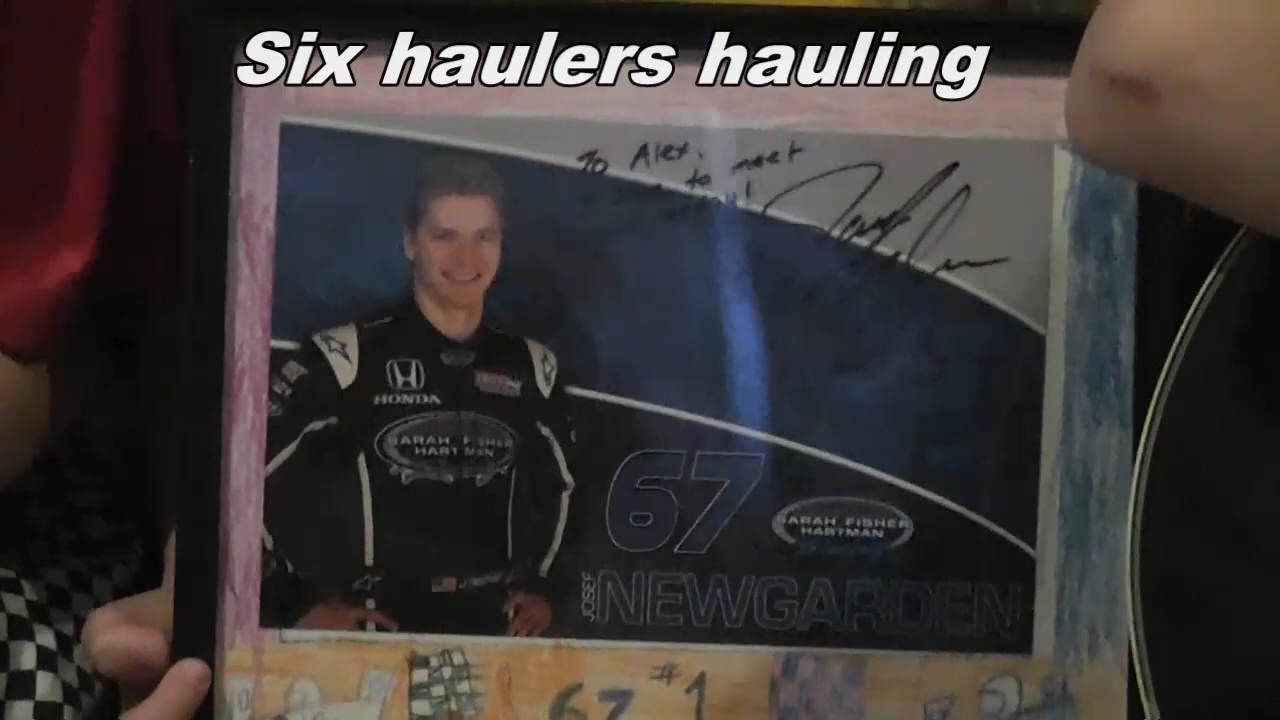 Six haulers hauling
To Alex,
to meet
HONDA
SARAH FISHER
HARTMAN
67
SARAH FISHER
HARTMAN
JOSEF
NEWGARDEN
67 #1